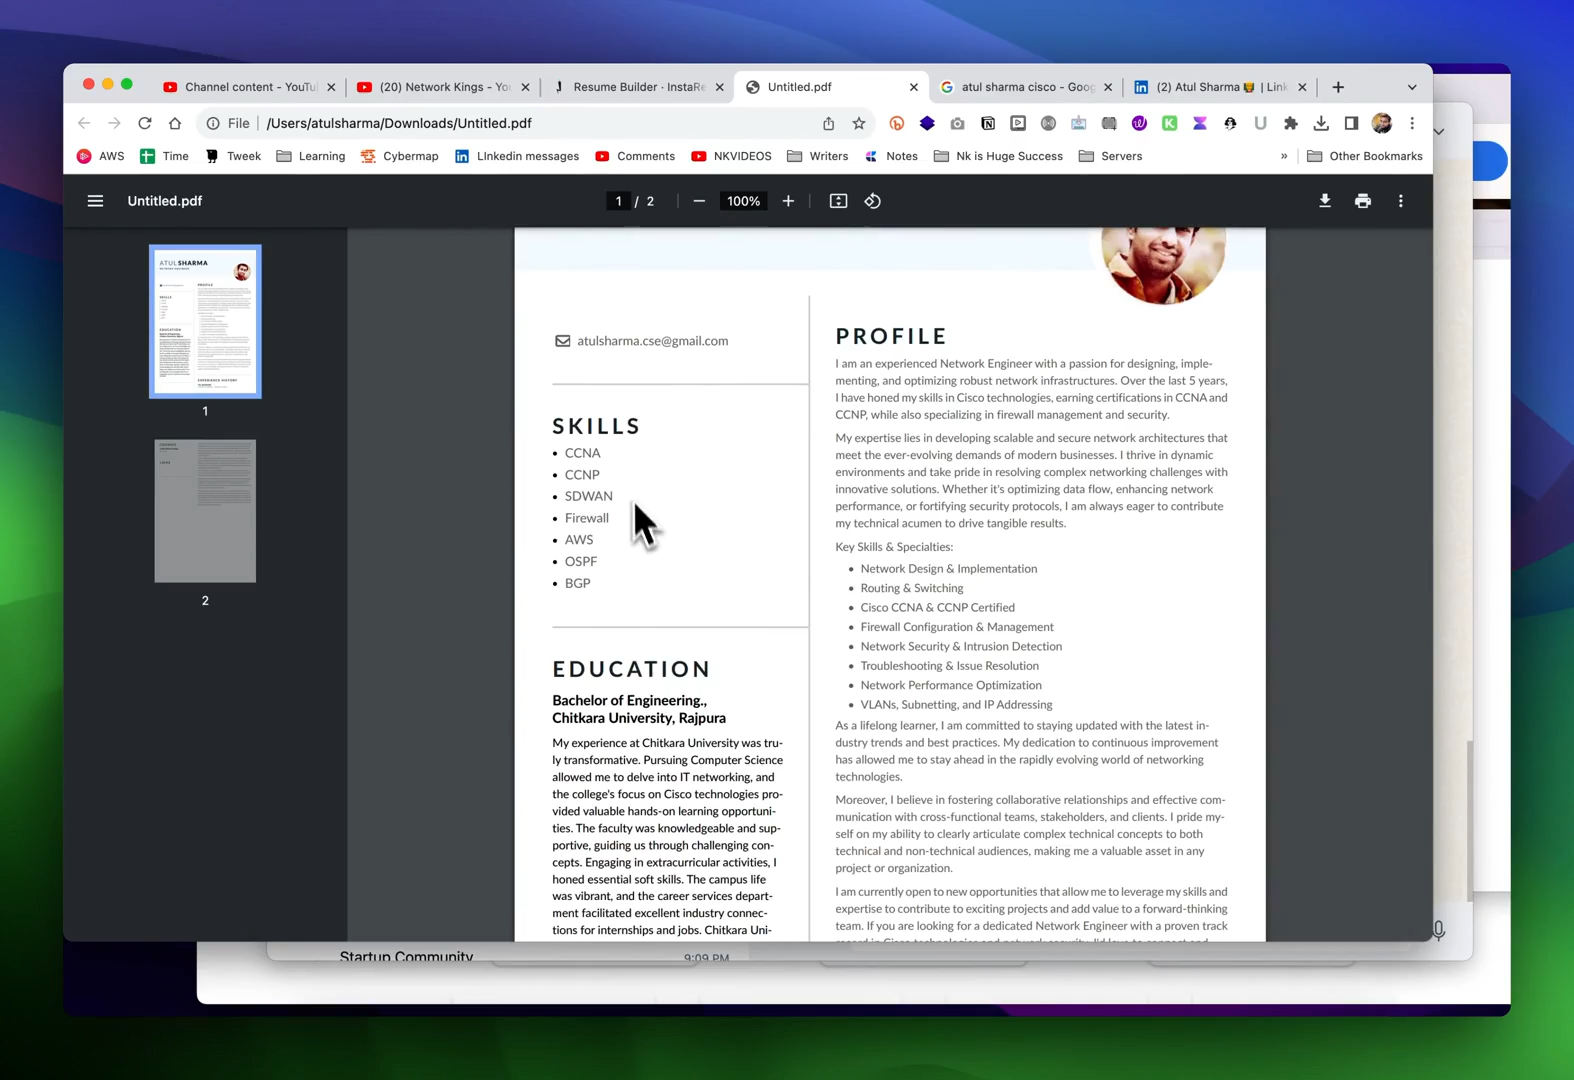 Channel content - YouTu
(20) Network Kings - Yo
Resume Builder · InstaRe
Untitled.pdf
atul sharma cisco - Goog
(2) Atul Sharma | Link
File /Users/atulsharma/Downloads/Untitled.pdf
AWS Time Tweek Learning Cybermap LInkedin messages Comments NKVIDEOS Writers Notes Nk is Huge Success Servers » Other Bookmarks
Untitled.pdf
1 / 2 100%
ATUL SHARMA
PROFILE
SKILLS
EDUCATION
EXPERIENCE HISTORY
1
2
atulsharma.cse@gmail.com
SKILLS
• CCNA
• CCNP
• SDWAN
• Firewall
• AWS
• OSPF
• BGP
EDUCATION
Bachelor of Engineering.,
Chitkara University, Rajpura
My experience at Chitkara University was tru-
ly transformative. Pursuing Computer Science
allowed me to delve into IT networking, and
the college's focus on Cisco technologies pro-
vided valuable hands-on learning opportuni-
ties. The faculty was knowledgeable and sup-
portive, guiding us through challenging con-
cepts. Engaging in extracurricular activities, I
honed essential soft skills. The campus life
was vibrant, and the career services depart-
ment facilitated excellent industry connec-
tions for internships and jobs. Chitkara Uni-
PROFILE
I am an experienced Network Engineer with a passion for designing, imple-
menting, and optimizing robust network infrastructures. Over the last 5 years,
I have honed my skills in Cisco technologies, earning certifications in CCNA and
CCNP, while also specializing in firewall management and security.
My expertise lies in developing scalable and secure network architectures that
meet the ever-evolving demands of modern businesses. I thrive in dynamic
environments and take pride in resolving complex networking challenges with
innovative solutions. Whether it's optimizing data flow, enhancing network
performance, or fortifying security protocols, I am always eager to contribute
my technical acumen to drive tangible results.
Key Skills & Specialties:
• Network Design & Implementation
• Routing & Switching
• Cisco CCNA & CCNP Certified
• Firewall Configuration & Management
• Network Security & Intrusion Detection
• Troubleshooting & Issue Resolution
• Network Performance Optimization
• VLANs, Subnetting, and IP Addressing
As a lifelong learner, I am committed to staying updated with the latest in-
dustry trends and best practices. My dedication to continuous improvement
has allowed me to stay ahead in the rapidly evolving world of networking
technologies.
Moreover, I believe in fostering collaborative relationships and effective com-
munication with cross-functional teams, stakeholders, and clients. I pride my-
self on my ability to clearly articulate complex technical concepts to both
technical and non-technical audiences, making me a valuable asset in any
project or organization.
I am currently open to new opportunities that allow me to leverage my skills and
expertise to contribute to exciting projects and add value to a forward-thinking
team. If you are looking for a dedicated Network Engineer with a proven track
Startup Community
9:09 PM